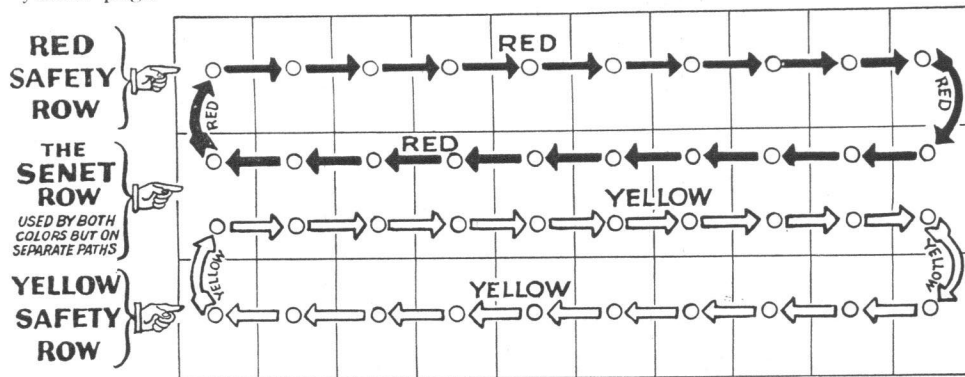 RED
SAFETY
ROW
RED
RED
RED
THE
SENET
ROW
USED BY BOTH
COLORS BUT ON
SEPARATE PATHS
RED
YELLOW
YELLOW
YELLOW
YELLOW
SAFETY
ROW
YELLOW